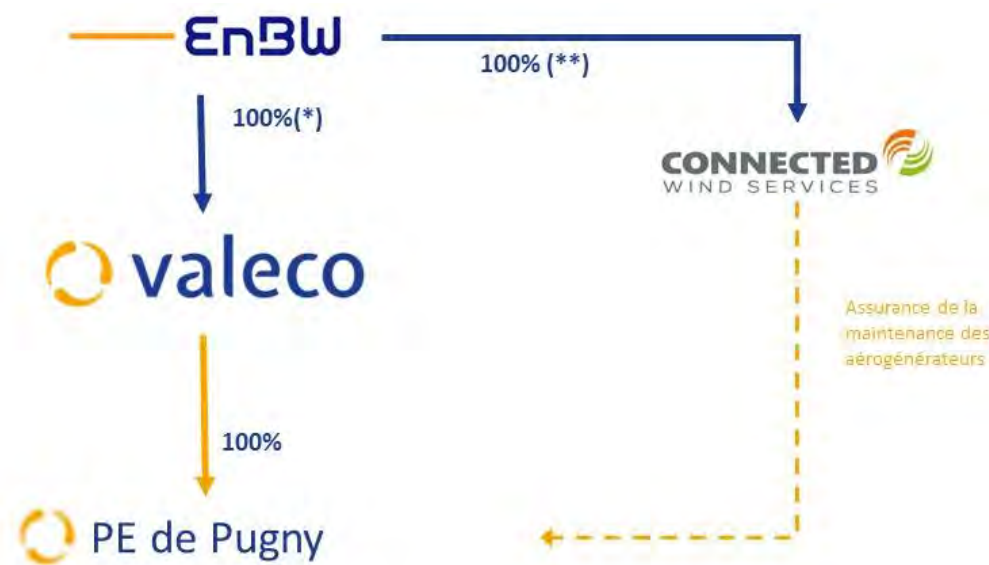 EnBW
100% (**)
100%(*)
CONNECTED
WIND SERVICES
valeco
Assurance de la
maintenance des
aérogénérateurs
100%
PE de Pugny